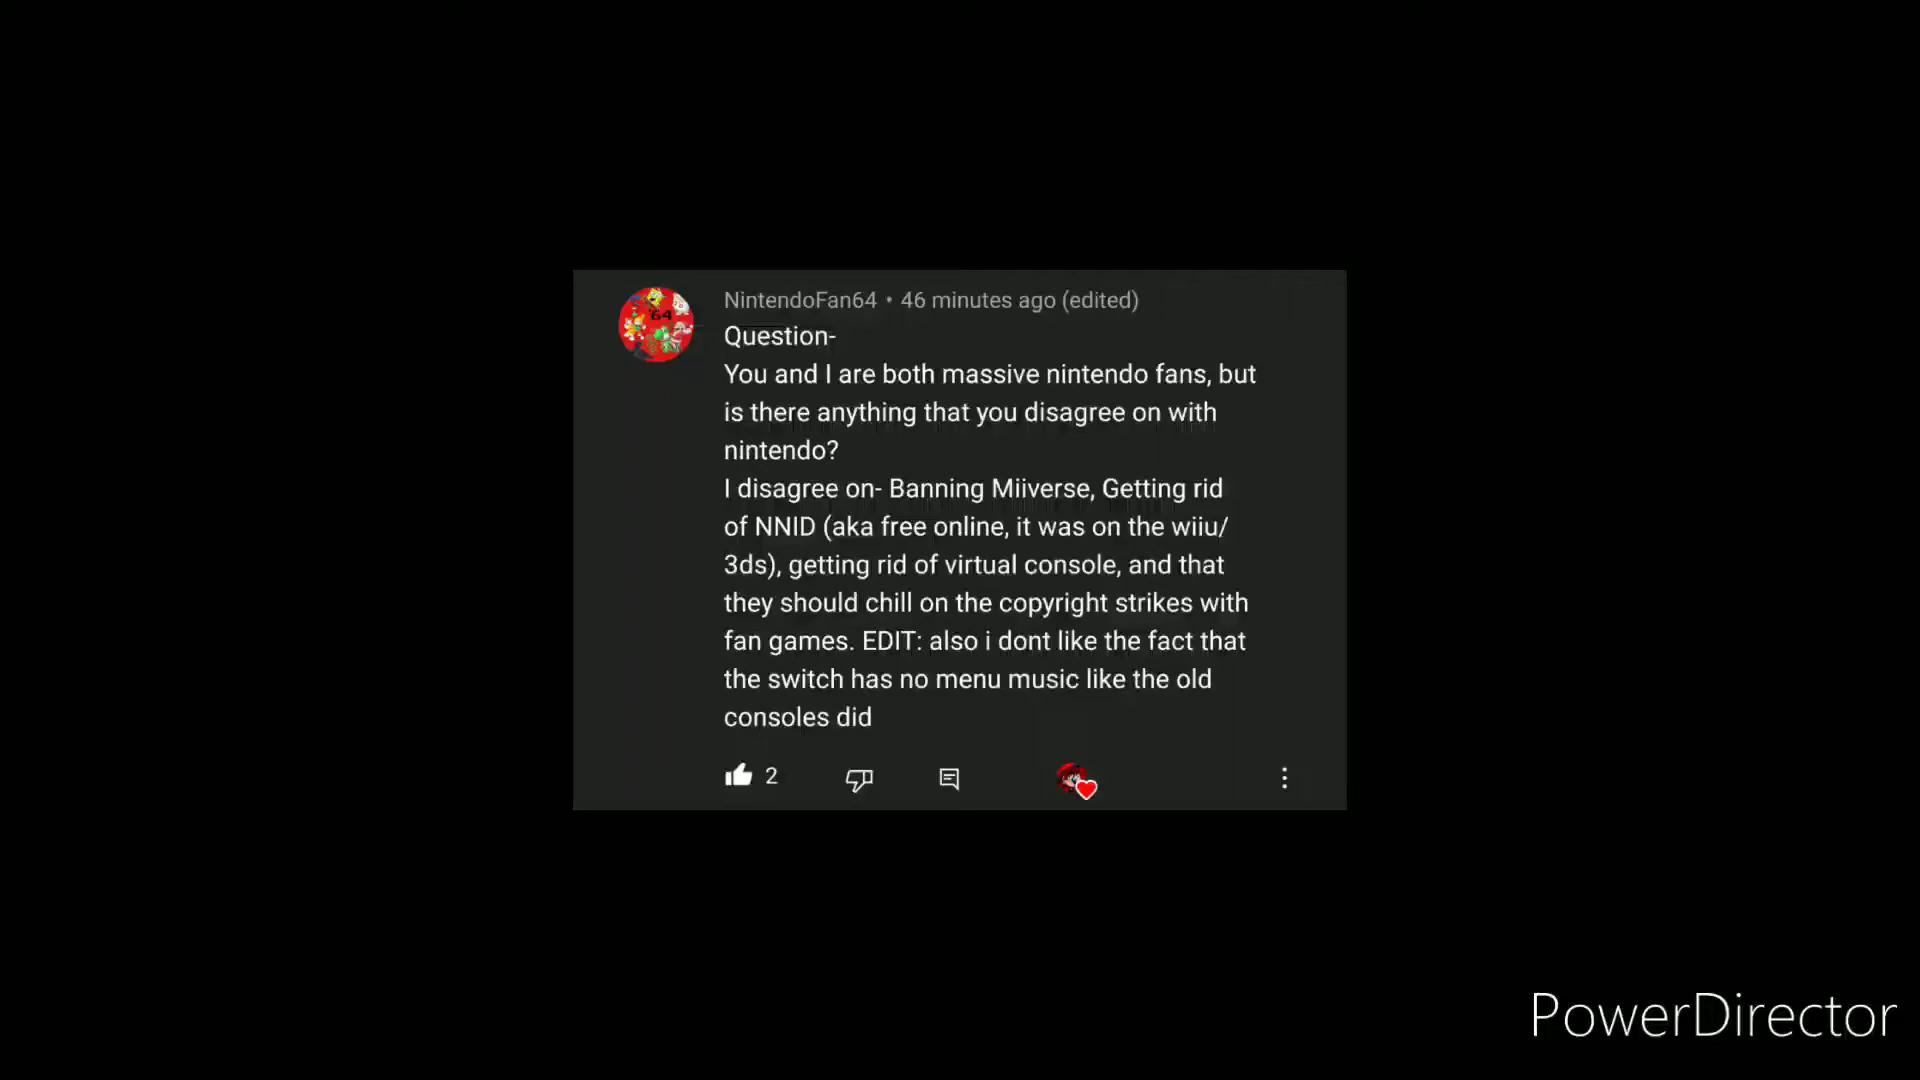 '64
NintendoFan64 • 46 minutes ago (edited)
Question-
You and I are both massive nintendo fans, but
is there anything that you disagree on with
nintendo?
I disagree on- Banning Miiverse, Getting rid
of NNID (aka free online, it was on the wiiu/
3ds), getting rid of virtual console, and that
they should chill on the copyright strikes with
fan games. EDIT: also i dont like the fact that
the switch has no menu music like the old
consoles did
2
PowerDirector